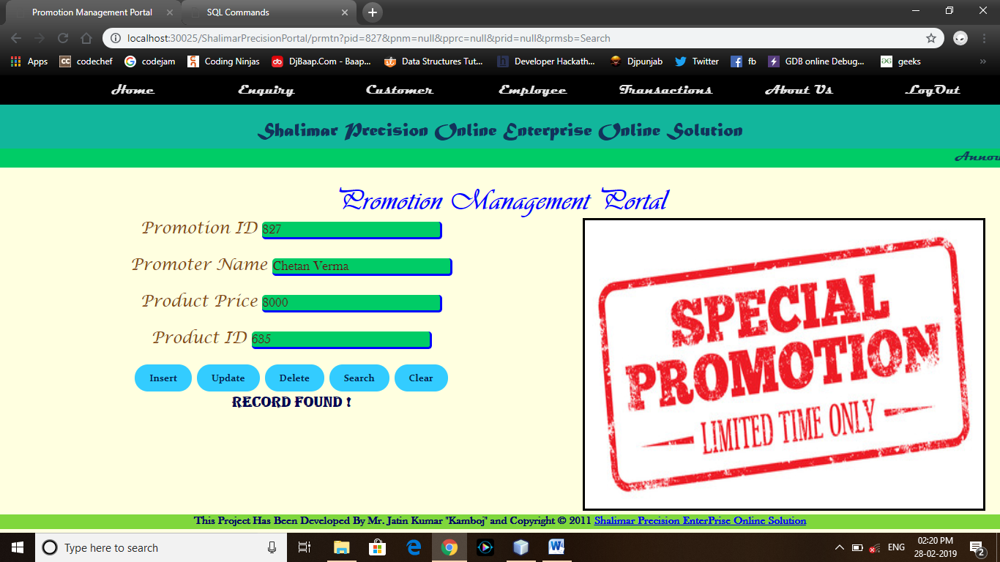 Promotion Management Portal SQL Commands
localhost:30025/ShalimarPrecisionPortal/prmtn?pid=827&pnm=null&pprc=null&prid=null&prmsb=Search
Apps codechef codejam Coding Ninjas DjBaap.Com - Baap... Data Structures Tut... Developer Hackath... Djpunjab Twitter fb GDB online Debug... geeks
Home Enquiry Customer Employee Transactions About Us LogOut
Shalimar Precision Online Enterprise Online Solution
Annou
Promotion Management Portal
Promotion ID 827
Promoter Name Chetan Verma
Product Price 8000
Product ID 635
Insert Update Delete Search Clear
RECORD FOUND !
SPECIAL
PROMOTION
LIMITED TIME ONLY
This Project Has Been Developed By Mr. Jatin Kumar "Kamboj" and Copyright © 2011 Shalimar Precision EnterPrise Online Solution
Type here to search
ENG
02:20 PM
28-02-2019
2